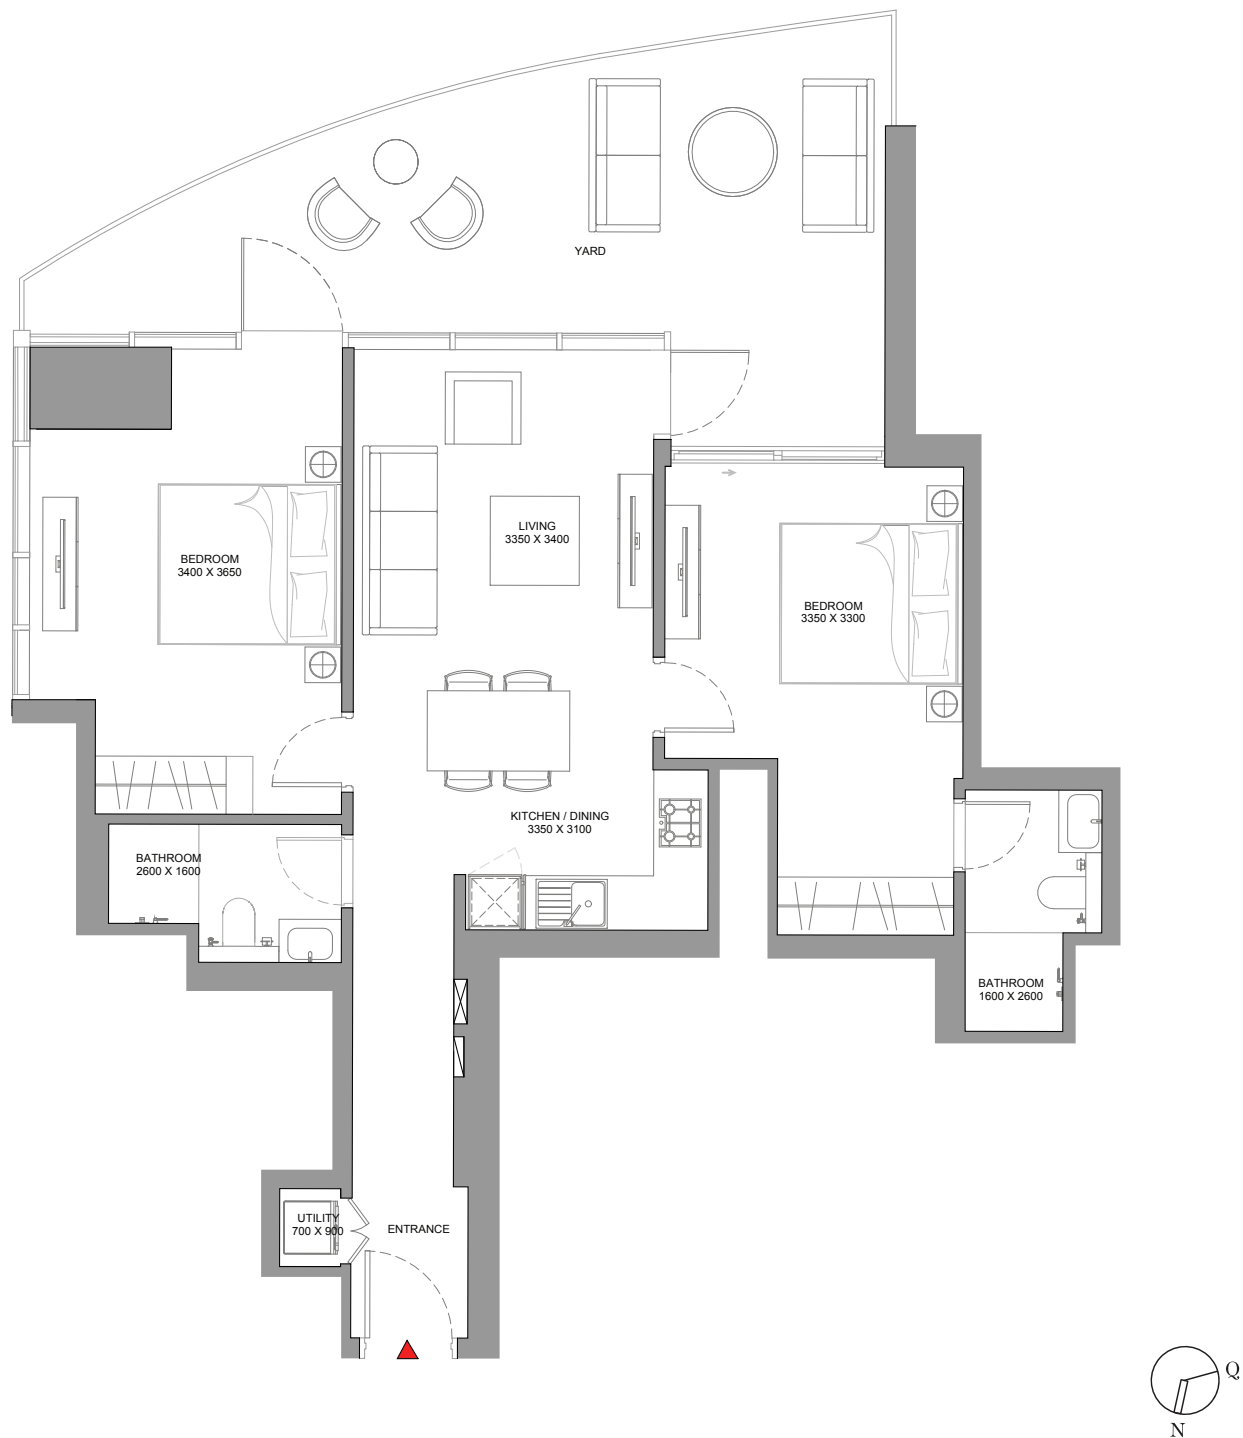 YARD
LIVING
3350 X 3400
BEDROOM
3400 X 3650
BEDROOM
3350 X 3300
KITCHEN / DINING
3350 X 3100
BATHROOM
2600 X 1600
BATHROOM
1600 X 2600
UTILITY
700 X 900
ENTRANCE
Q
N